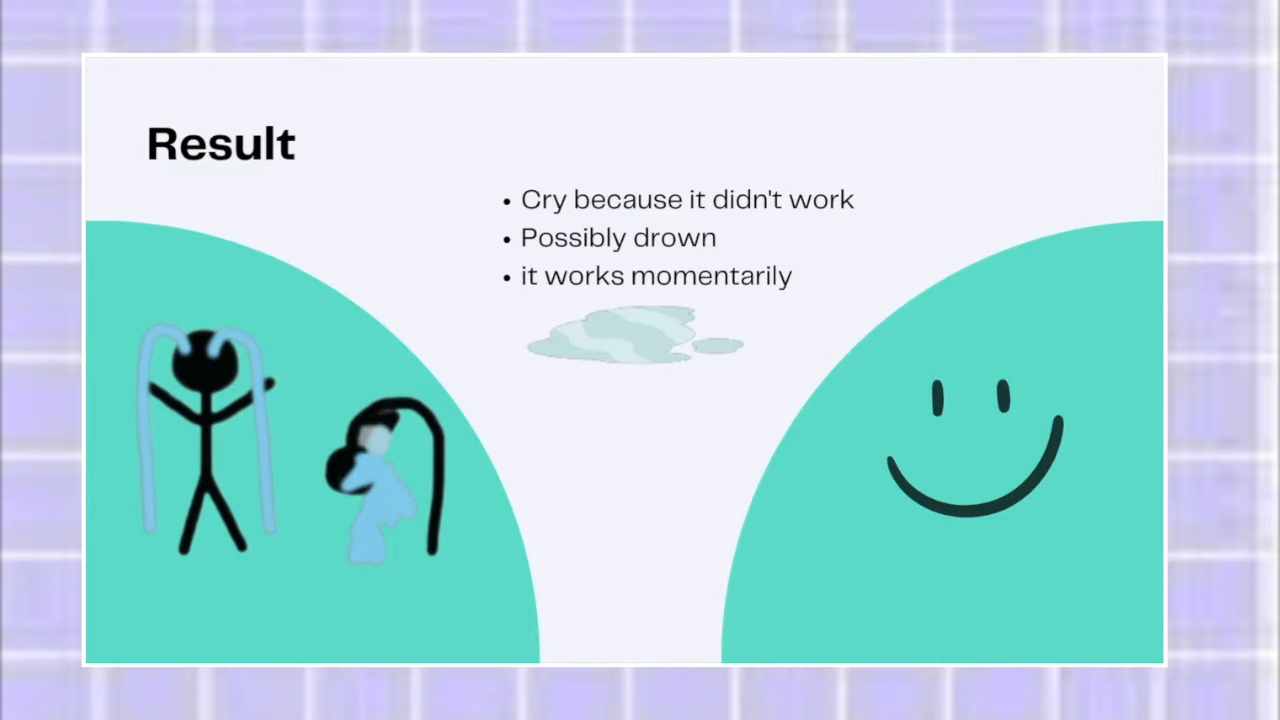 Result
• Cry because it didn't work
• Possibly drown
• it works momentarily